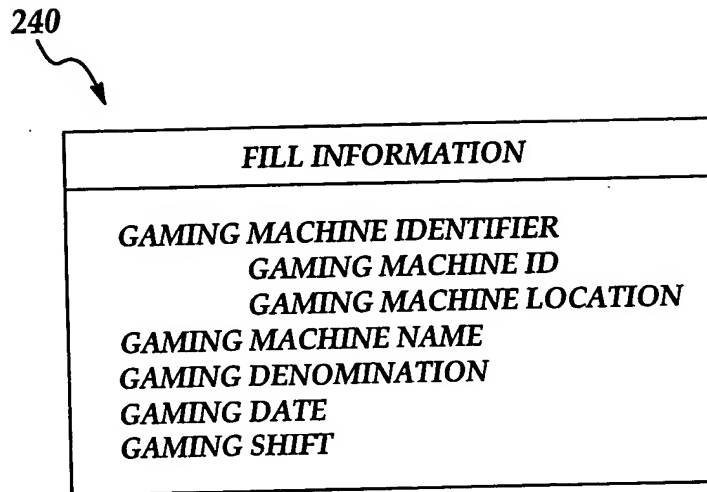 240
FILL INFORMATION
GAMING MACHINE IDENTIFIER
GAMING MACHINE ID
GAMING MACHINE LOCATION
GAMING MACHINE NAME
GAMING DENOMINATION
GAMING DATE
GAMING SHIFT